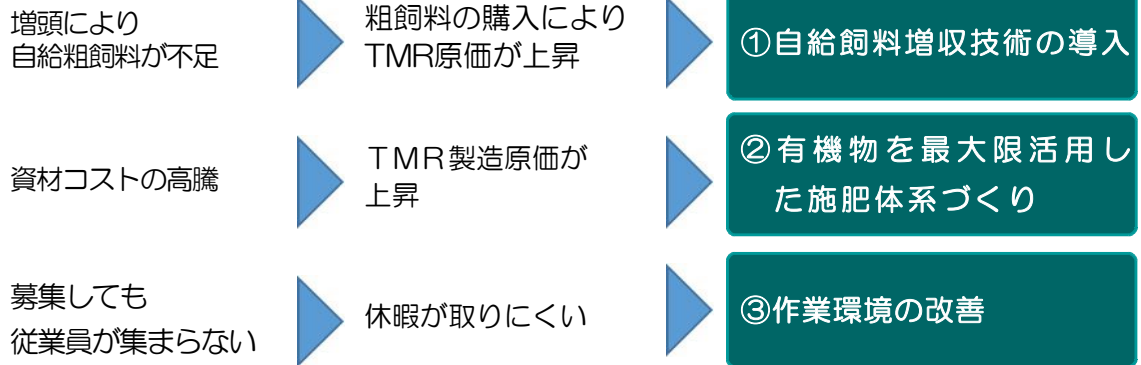 増頭により
自給粗飼料が不足
粗飼料の購入により
TMR原価が上昇
①自給飼料増収技術の導入
資材コストの高騰
ＴＭＲ製造原価が
上昇
②有機物を最大限活用し
た施肥体系づくり
募集しても
従業員が集まらない
休暇が取りにくい
③作業環境の改善